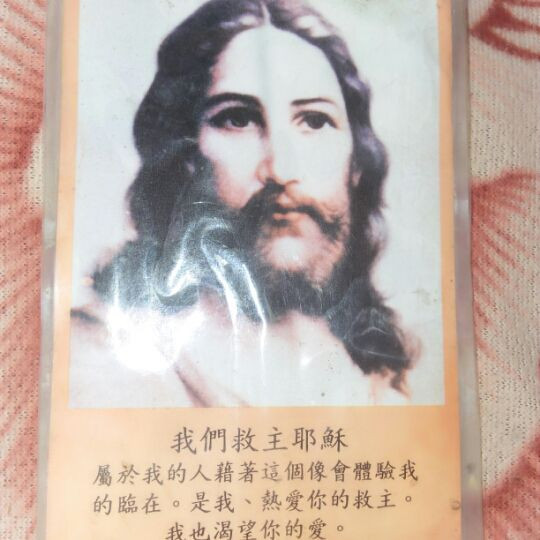 我們救主耶穌
屬於我的人藉著這個像會體驗我
的臨在。是我、熱愛你的救主。
我也渴望你的愛。